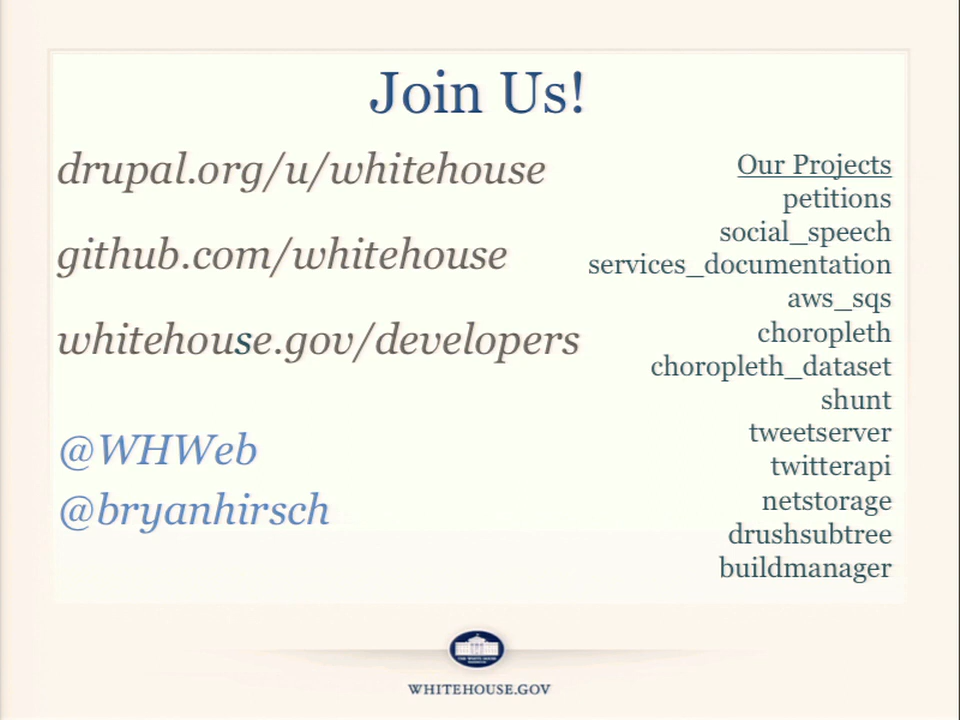 Join Us!
drupal.org/u/whitehouse
github.com/whitehouse
whitehouse.gov/developers
@WHWeb
@bryanhirsch
Our Projects
petitions
social_speech
services_documentation
aws_sqs
choropleth
choropleth_dataset
shunt
tweetserver
twitterapi
netstorage
drushsubtree
buildmanager
WHITEHOUSE.GOV